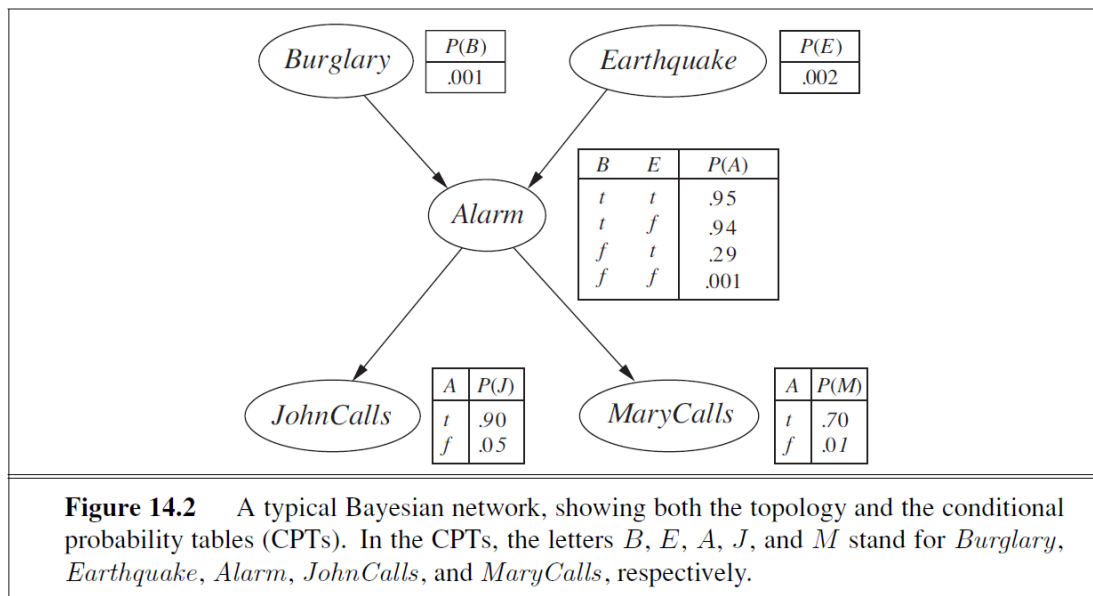 Burglary
P(B)
.001
Earthquake
P(E)
.002
Alarm
B E P(A)
t t .95
t f .94
f t .29
f f .001
JohnCalls
A P(J)
t .90
f .05
MaryCalls
A P(M)
t .70
f .01
Figure 14.2 A typical Bayesian network, showing both the topology and the conditional
probability tables (CPTs). In the CPTs, the letters B, E, A, J, and M stand for Burglary,
Earthquake, Alarm, JohnCalls, and MaryCalls, respectively.